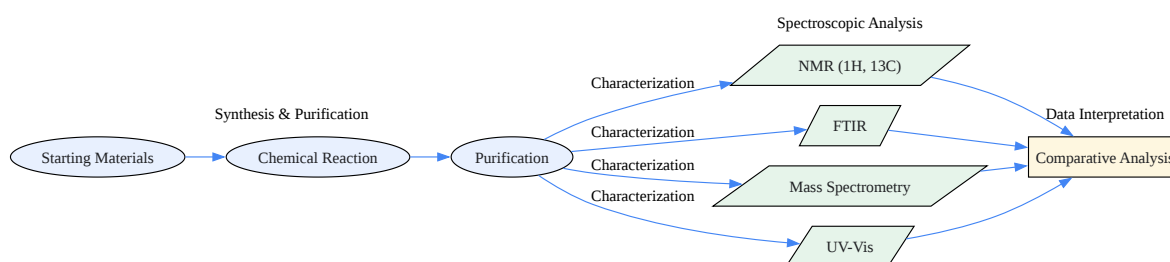 Spectroscopic Analysis
NMR (1H, 13C)
Characterization
Synthesis & Purification
Data Interpretation
Characterization
FTIR
Starting Materials
Chemical Reaction
Purification
Comparative Analysis
Characterization
Mass Spectrometry
Characterization
UV-Vis